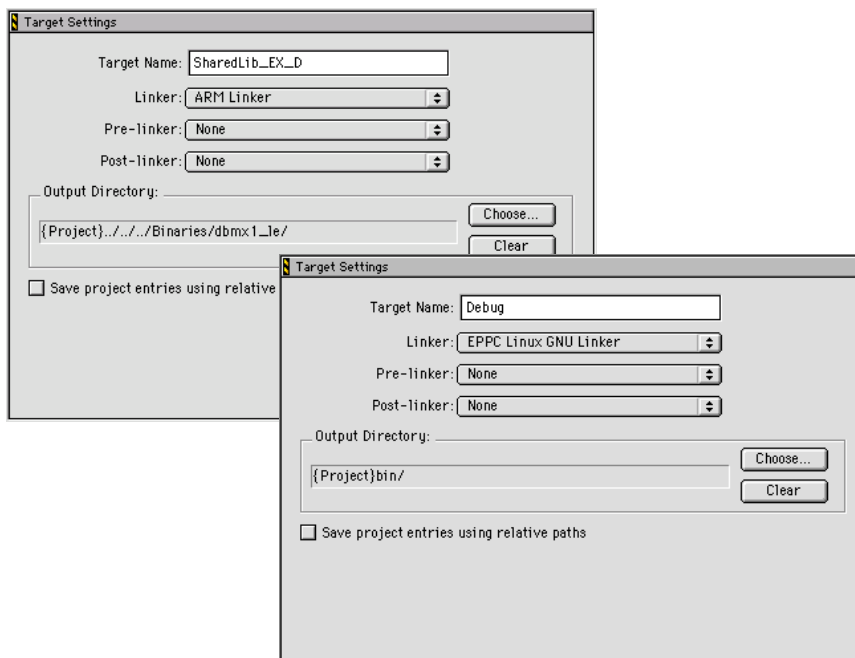 Target Settings
Target Name: SharedLib_EX_D
Linker: ARM Linker
Pre-linker: None
Post-linker: None
Output Directory:
{Project}../../../Binaries/dbmx1_le/
Choose...
Clear
Save project entries using relative
Target Settings
Target Name: Debug
Linker: EPPC Linux GNU Linker
Pre-linker: None
Post-linker: None
Output Directory:
{Project}bin/
Choose...
Clear
Save project entries using relative paths